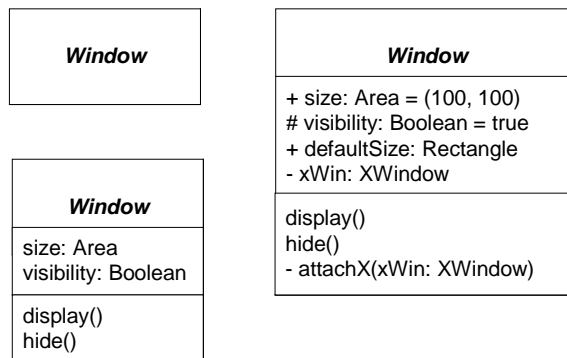 Window
Window
size: Area
visibility: Boolean
display()
hide()
Window
+ size: Area = (100, 100)
# visibility: Boolean = true
+ defaultSize: Rectangle
- xWin: XWindow
display()
hide()
- attachX(xWin: XWindow)